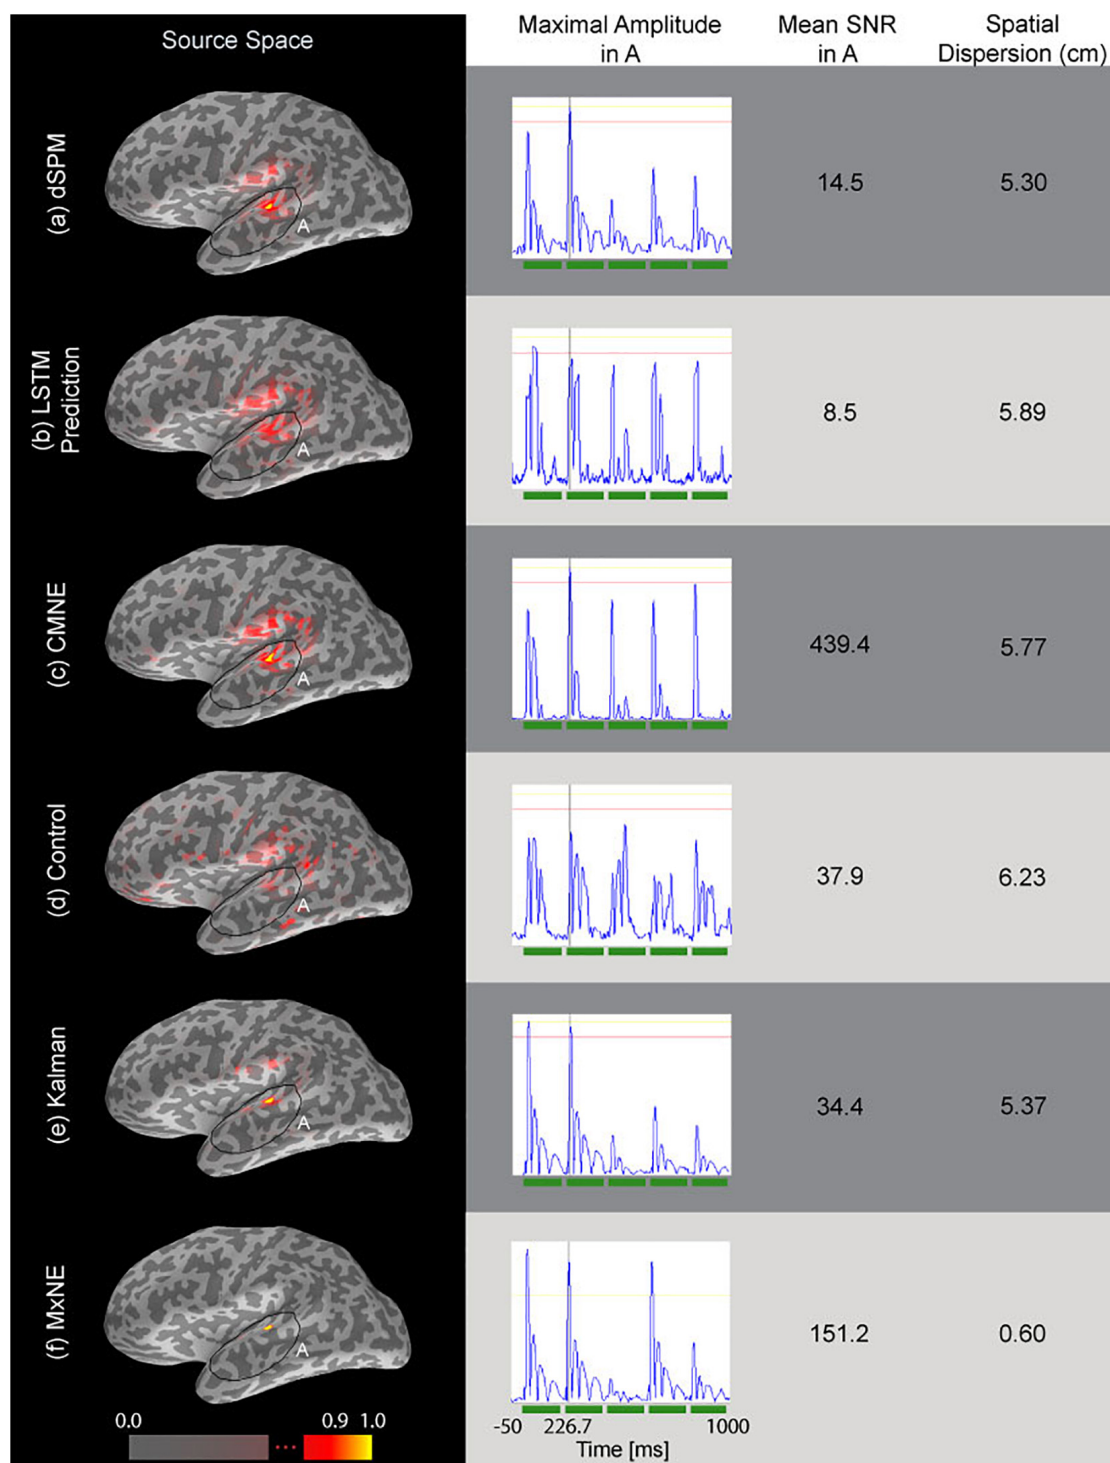 Source Space
Maximal Amplitude
in A
Mean SNR
in A
Spatial
Dispersion (cm)
(a) dSPM
A
14.5
5.30
(b) LSTM
Prediction
A
8.5
5.89
(c) CMNE
A
439.4
5.77
(d) Control
A
37.9
6.23
(e) Kalman
A
34.4
5.37
(f) MxNE
A
151.2
0.60
0.0
0.9
1.0
-50
226.7
1000
Time [ms]